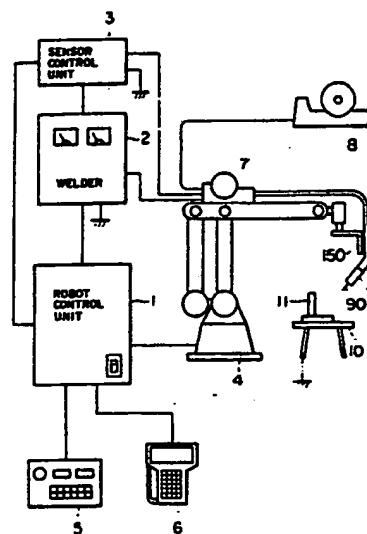 3
SENSOR
CONTROL
UNIT
2
WELDER
8
7
150
90
11
10
ROBOT
CONTROL
UNIT
1
4
5
6